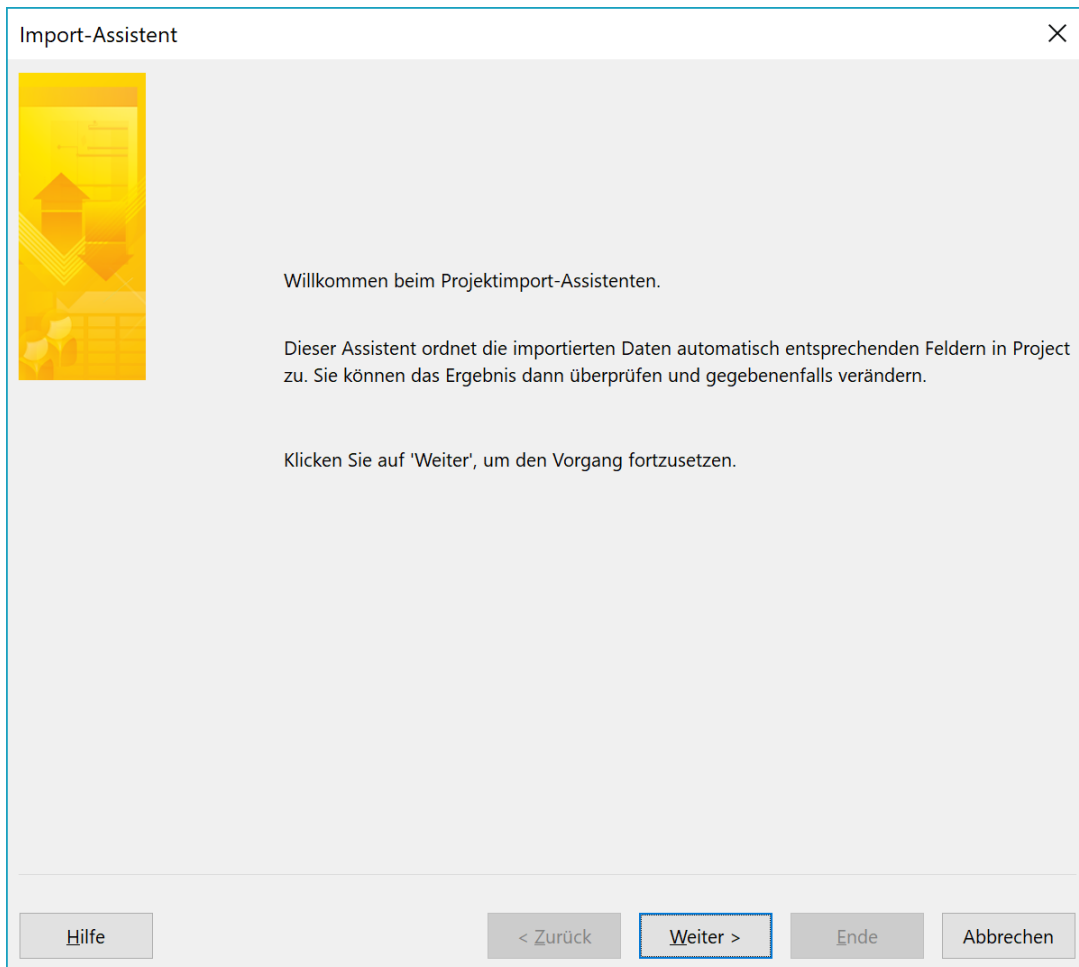 Import-Assistent
Willkommen beim Projektimport-Assistenten.
Dieser Assistent ordnet die importierten Daten automatisch entsprechenden Feldern in Project
zu. Sie können das Ergebnis dann überprüfen und gegebenenfalls verändern.
Klicken Sie auf 'Weiter', um den Vorgang fortzusetzen.
Hilfe < Zurück Weiter > Ende Abbrechen